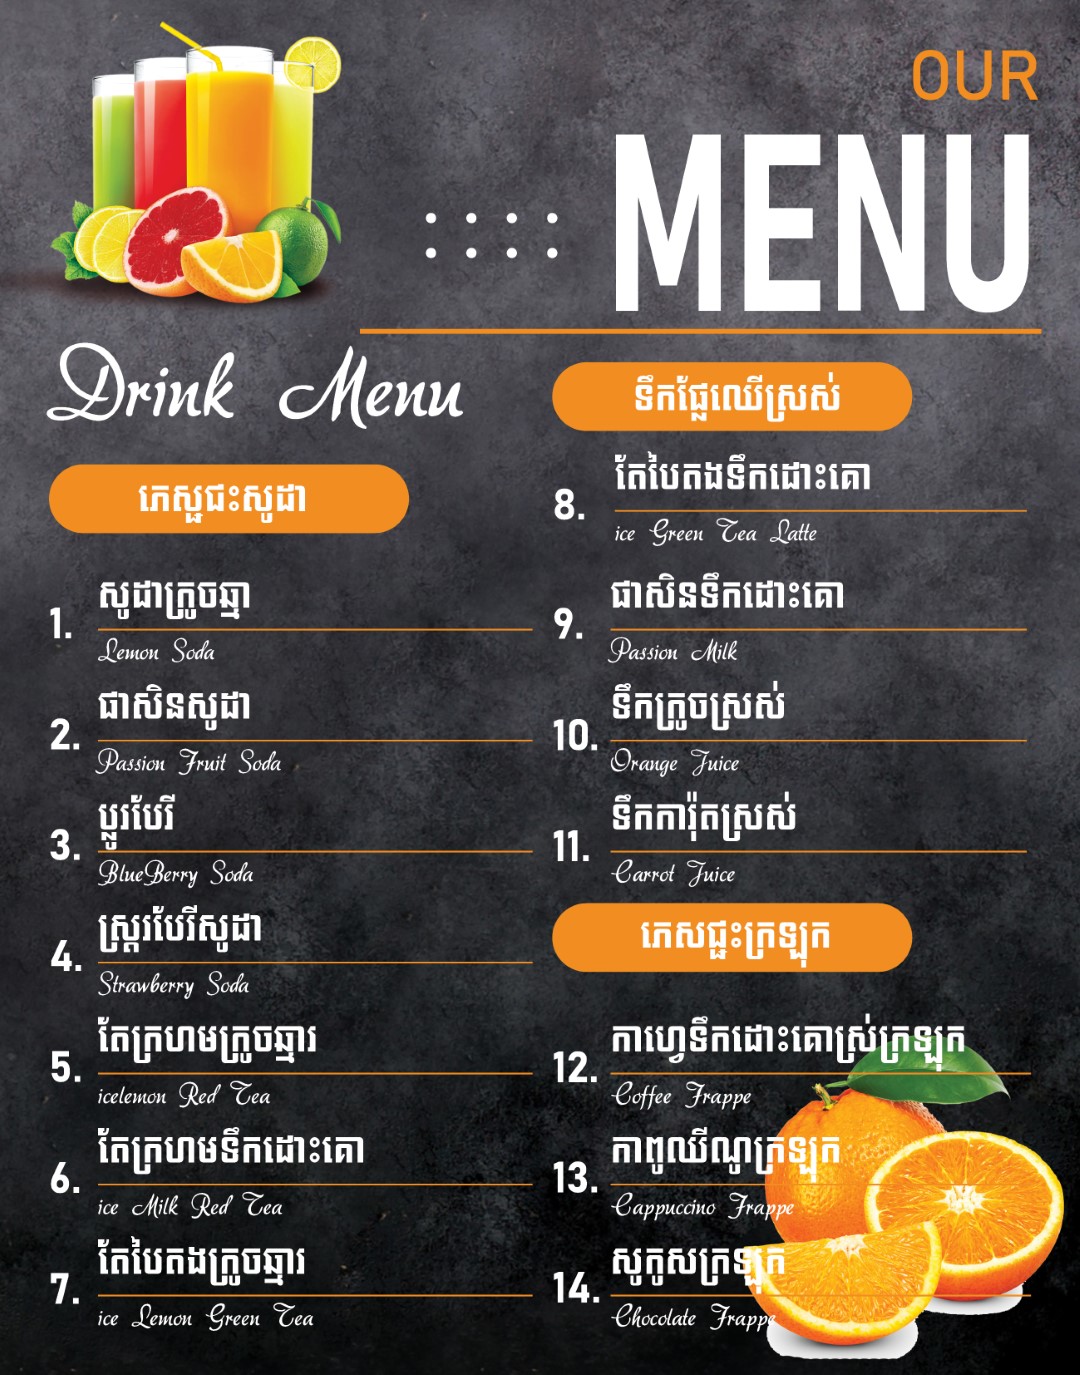 OUR
MENU
Drink Menu
ភេស្ជជះសូដា
1.
សូដាក្រូចឆ្មា
Lemon Soda
2.
ផាសិនសូដា
Passion Fruit Soda
3.
ប្លូរបែរី
BlueBerry Soda
4.
ស្ត្រប័ររីសូដា
Strawberry Soda
5.
តែក្រហមក្រូចឆ្មារ
icelemon Red Tea
6.
តែក្រហមទឹកដោះគោ
ice Milk Red Tea
7.
តែបៃតងក្រូចឆ្មារ
ice Lemon Green Tea
ទឹកផ្លែឈើស្រស់
8.
តែបៃតងទឹកដោះគោ
ice Green Tea Latte
9.
ផាសិនទឹកដោះគោ
Passion Milk
10.
ទឹកក្រូចស្រស់
Orange Juice
11.
ទឹកការ៉ុតស្រស់
Carrot Juice
ភេសជ្ជះក្រឡុក
12.
កាហ្វេទឹកដោះគោស្រ់ក្រឡុក
Coffee Frappe
13.
កាពូឈីណូក្រឡុក
Cappuccino Frappe
14.
សូកូសក្រឡុក
Chocolate Frappe